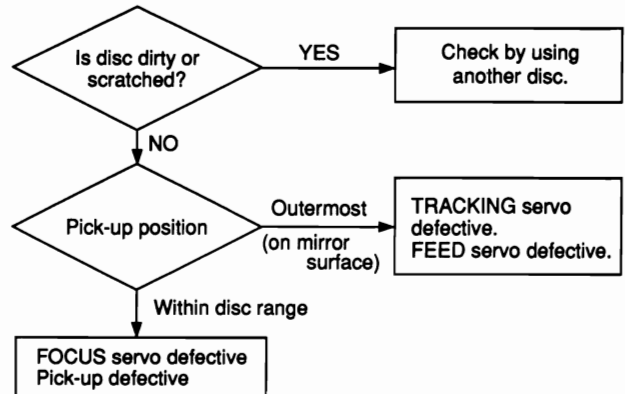 Is disc dirty or
scratched?
YES
Check by using
another disc.
NO
Pick-up position
Outermost
(on mirror
surface)
TRACKING servo
defective.
FEED servo defective.
Within disc range
FOCUS servo defective
Pick-up defective